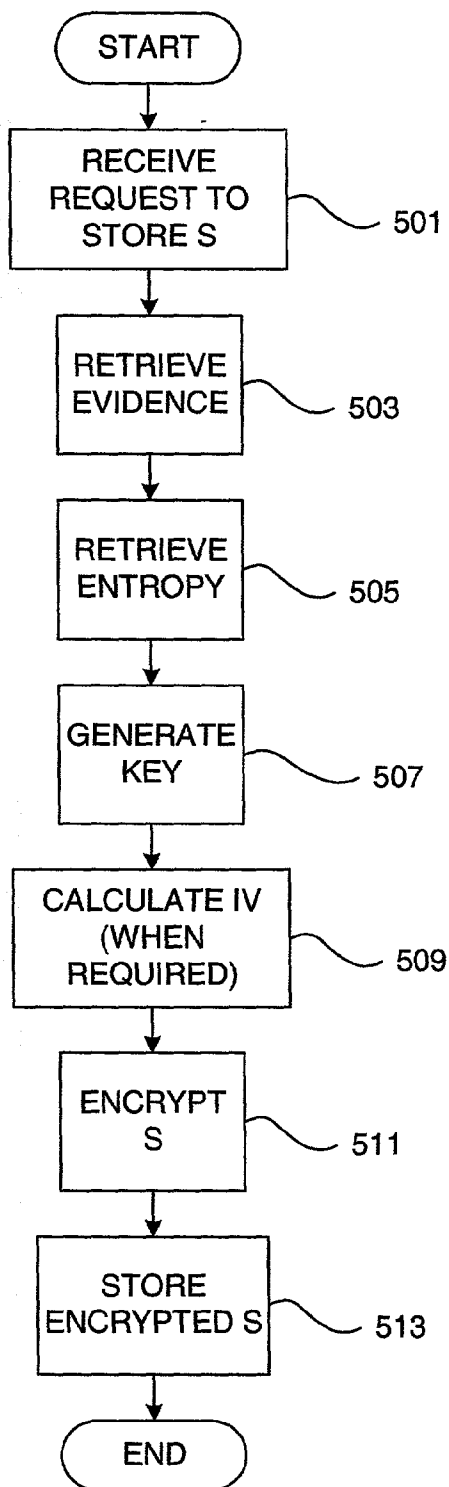 START
RECEIVE
REQUEST TO
STORE S
501
RETRIEVE
EVIDENCE
503
RETRIEVE
ENTROPY
505
GENERATE
KEY
507
CALCULATE IV
(WHEN
REQUIRED)
509
ENCRYPT
S
511
STORE
ENCRYPTED S
513
END